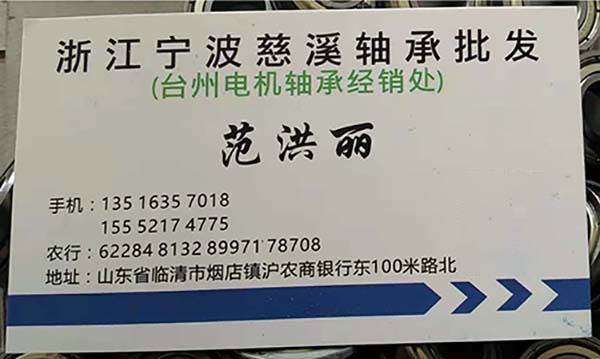 浙江宁波慈溪轴承批发
(台州电机轴承经销处)
范洪丽
手机：135 1635 7018
155 5217 4775
农行：62284 8132 89971 78708
地址：山东省临清市烟店镇沪农商银行东100米路北